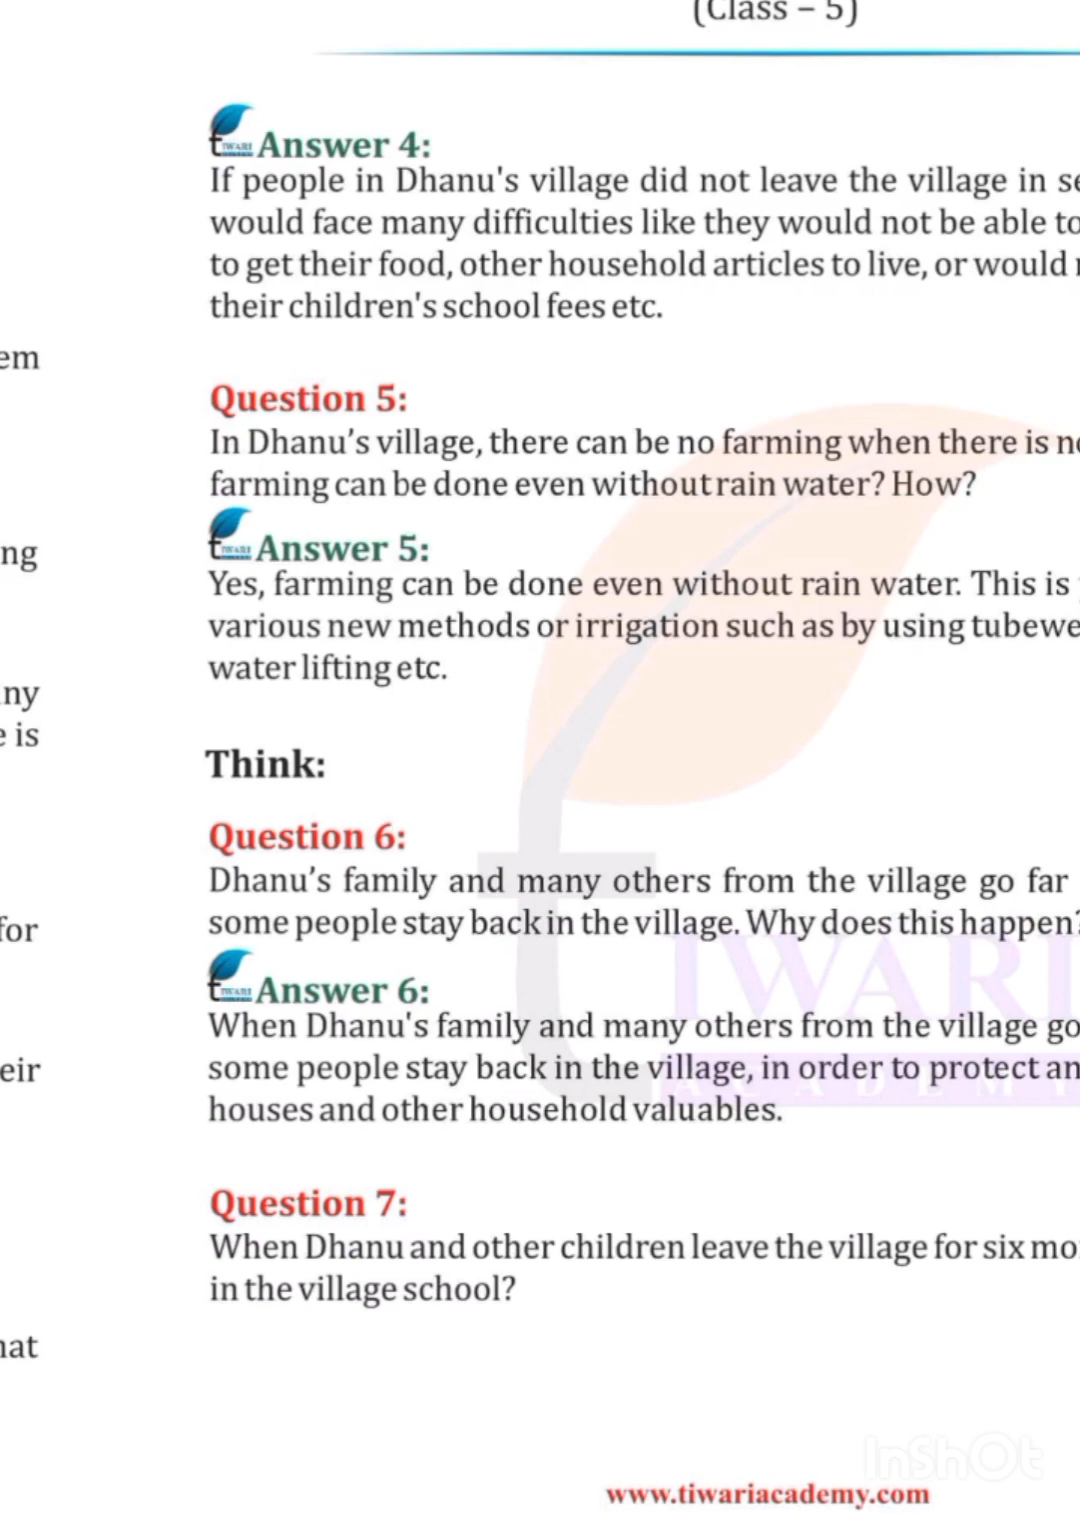 (Class – 5)
Answer 4:
If people in Dhanu's village did not leave the village in
would face many difficulties like they would not be able to
to get their food, other household articles to live, or would
their children's school fees etc.
em
Question 5:
In Dhanu’s village, there can be no farming when there is
farming can be done even without rain water? How?
ng
Answer 5:
Yes, farming can be done even without rain water. This is
various new methods or irrigation such as by using tubewe
water lifting etc.
ny
e is
Think:
Question 6:
Dhanu’s family and many others from the village go far
some people stay back in the village. Why does this happen?
for
Answer 6:
When Dhanu's family and many others from the village go
some people stay back in the village, in order to protect an
houses and other household valuables.
eir
IWARI
ACADEMY
Question 7:
When Dhanu and other children leave the village for six mo
in the village school?
hat
InShOt
www.tiwariacademy.com